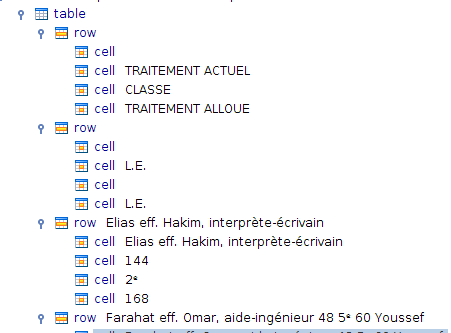 table
row
cell
cell TRAITEMENT ACTUEL
cell CLASSE
cell TRAITEMENT ALLOUE
row
cell
cell L.E.
cell
cell L.E.
row Elias eff. Hakim, interprète-écrivain
cell Elias eff. Hakim, interprète-écrivain
cell 144
cell 2ᵉ
cell 168
row Farahat eff. Omar, aide-ingénieur 48 5ᵉ 60 Youssef